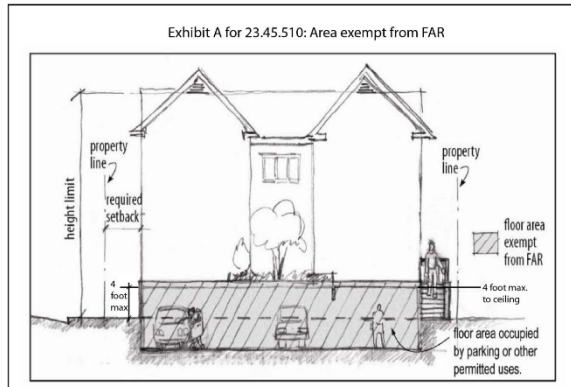 Exhibit A for 23.45.510: Area exempt from FAR
property
line
height limit
required
setback
property
line
floor area
exempt
from FAR
4
foot
max
4 foot max.
to ceiling
floor area occupied
by parking or other
permitted uses.